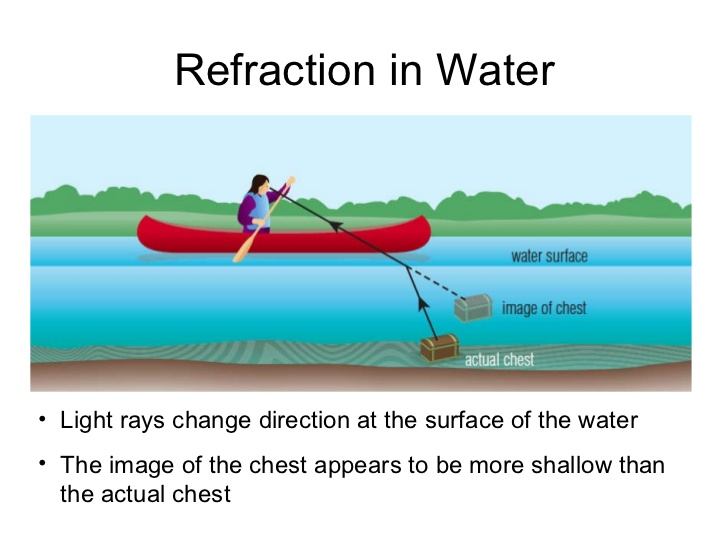 Refraction in Water
water surface
image of chest
actual chest
• Light rays change direction at the surface of the water
• The image of the chest appears to be more shallow than
the actual chest